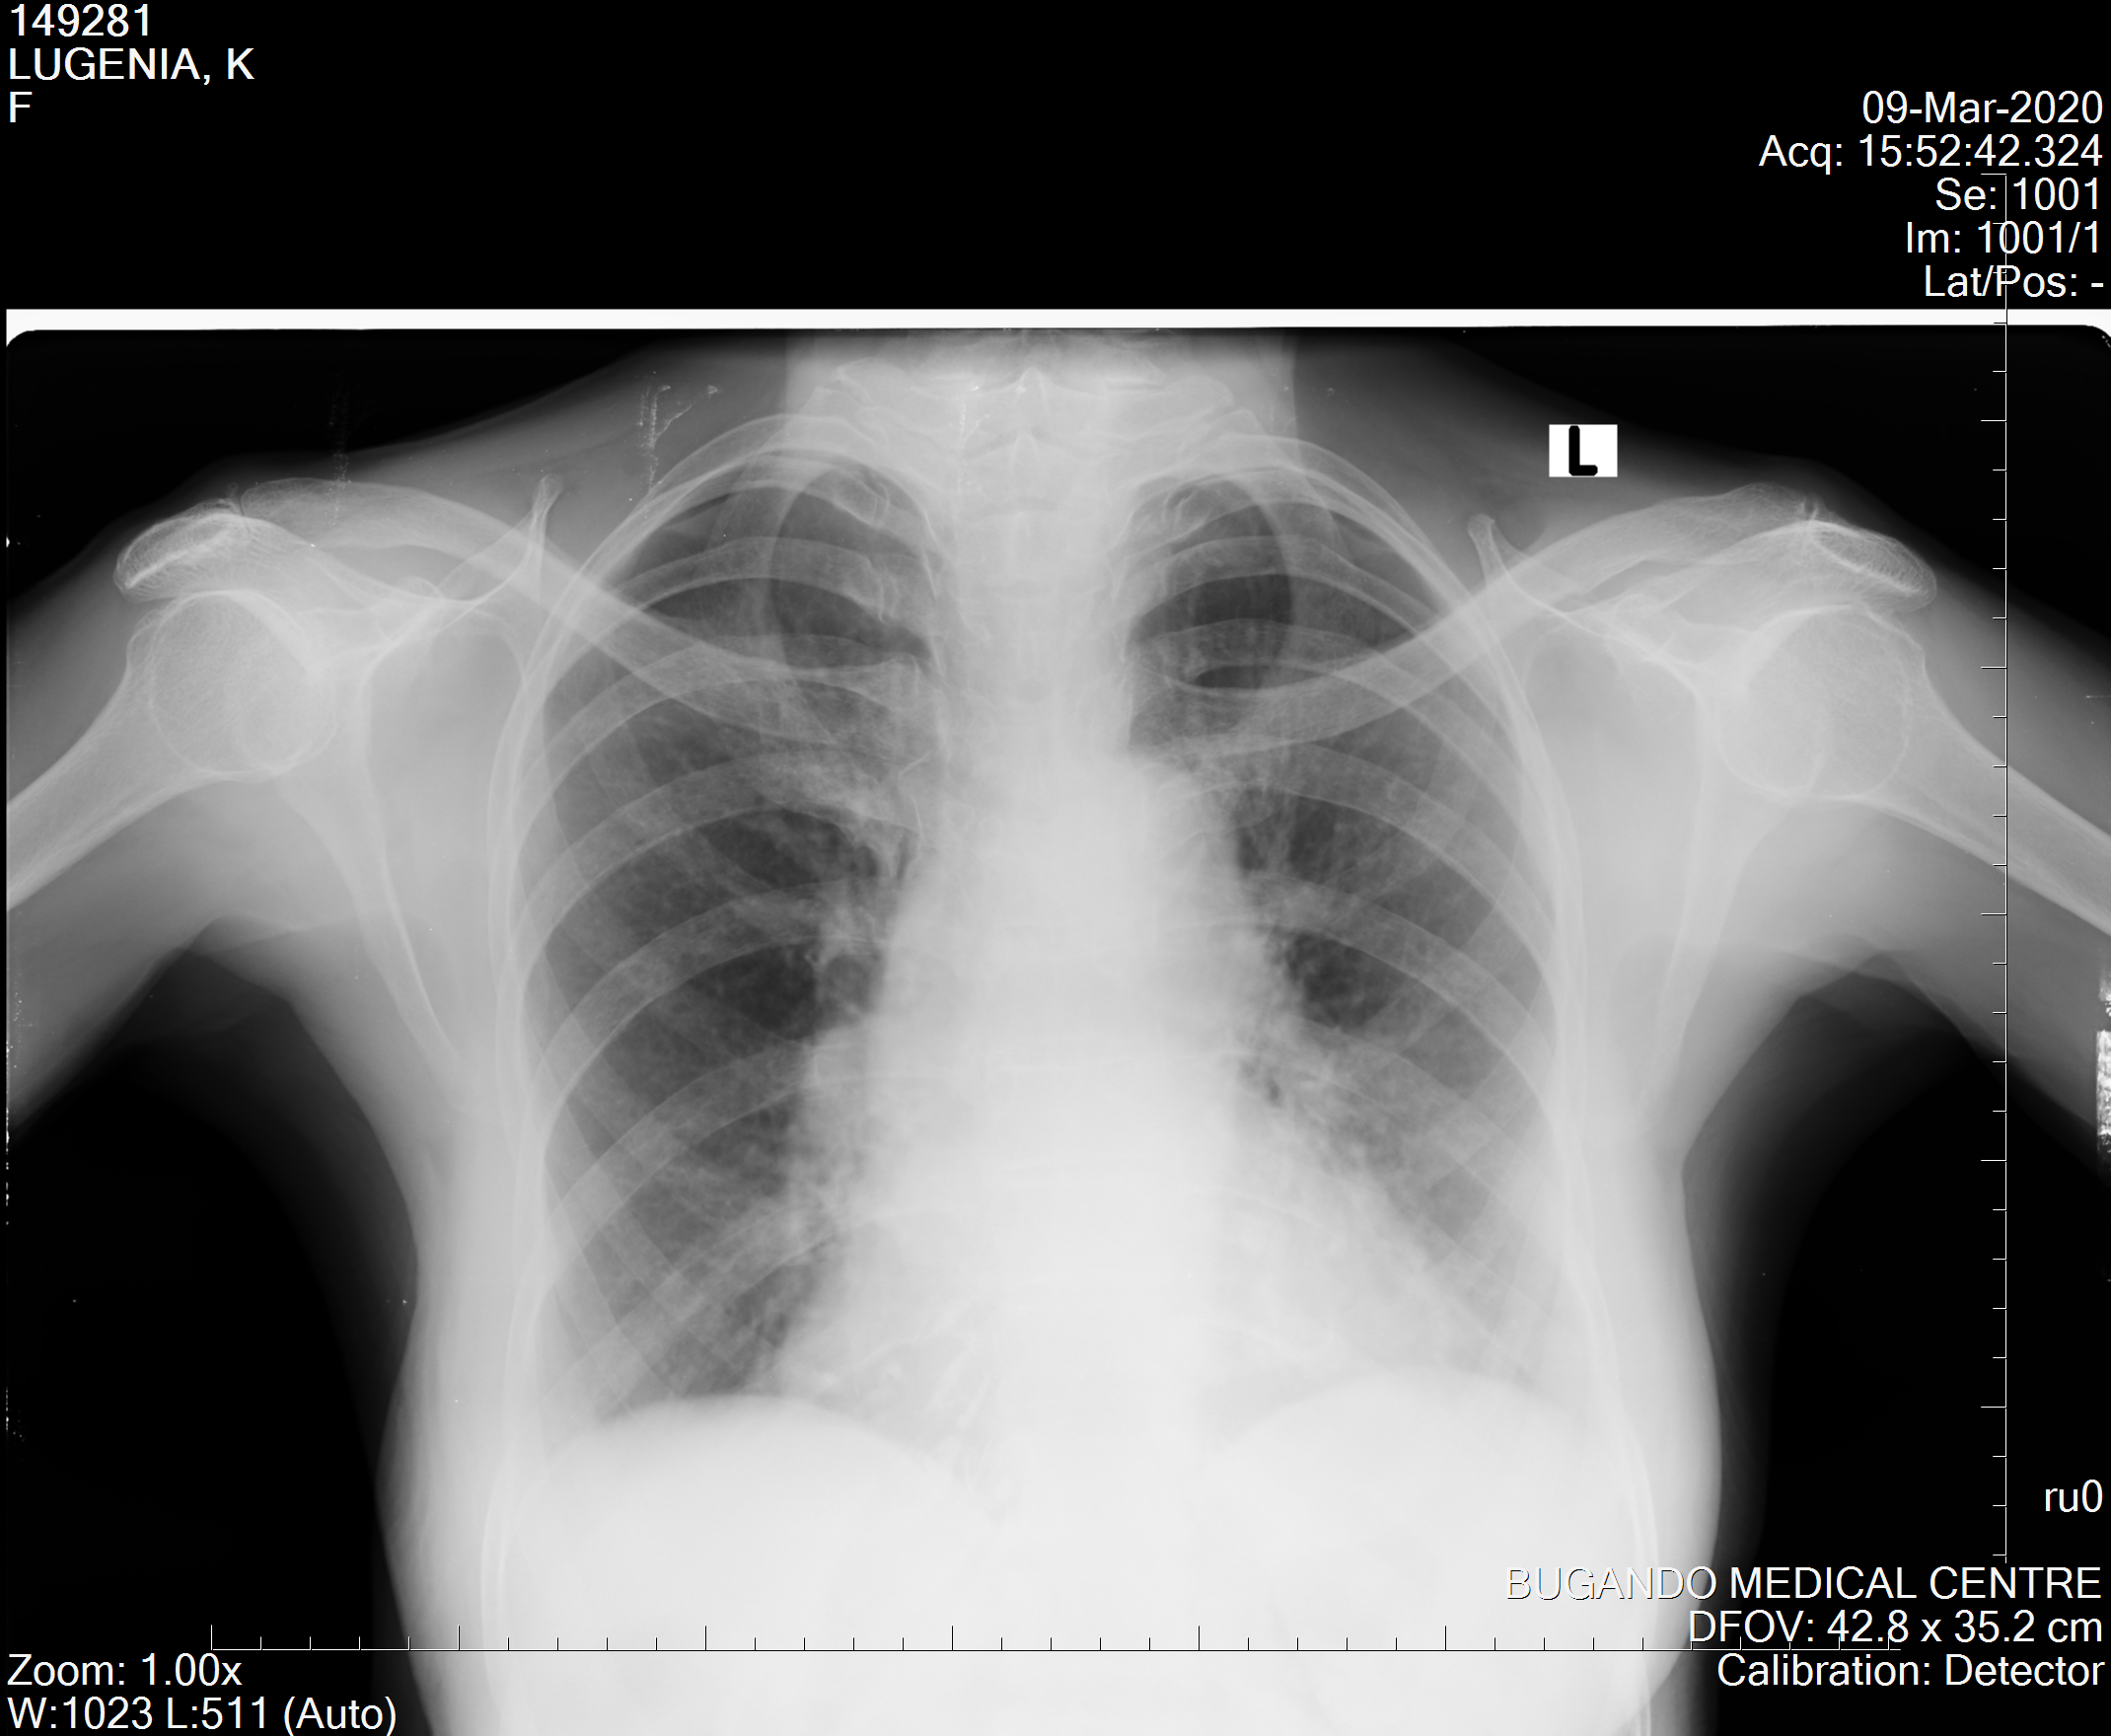 149281
LUGENIA, K
F
09-Mar-2020
Acq: 15:52:42.324
Se: 1001
Im: 1001/1
Lat/Pos: -
L
ru0
BUGANDO MEDICAL CENTRE
DFOV: 42.8 x 35.2 cm
Calibration: Detector
Zoom: 1.00x
W:1023 L:511 (Auto)